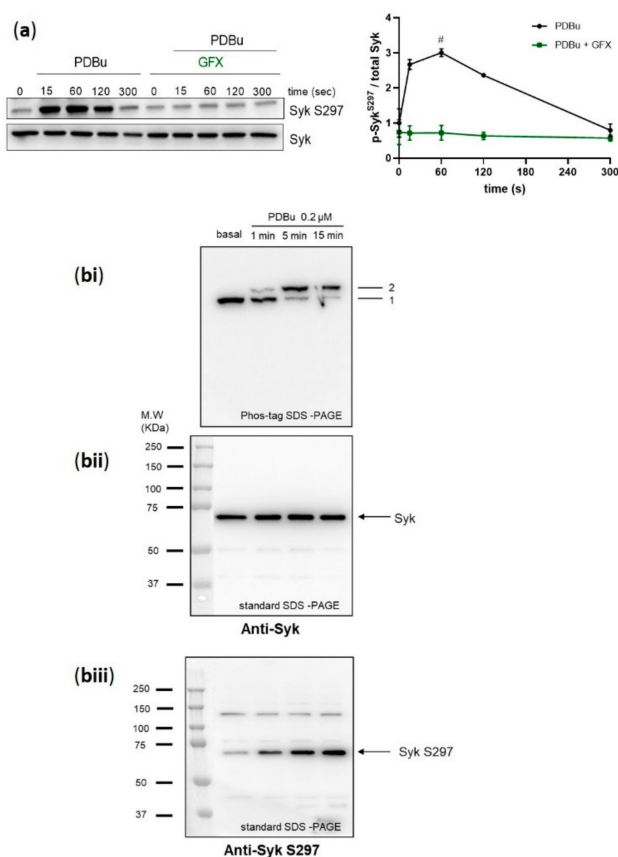 (a)
PDBu
PDBu
GFX
0 15 60 120 300 0 15 60 120 300 time (sec)
Syk S297
Syk
p-Syk^S297 / total Syk
4
3
2
1
0
#
PDBu
PDBu + GFX
0 60 120 180 240 300
time (s)
(bi)
PDBu 0.2 µM
basal 1 min 5 min 15 min
2
1
Phos-tag SDS -PAGE
(bii)
M.W
(KDa)
250
150
100
75
50
37
Syk
standard SDS -PAGE
Anti-Syk
(biii)
250
150
100
75
50
37
Syk S297
standard SDS -PAGE
Anti-Syk S297